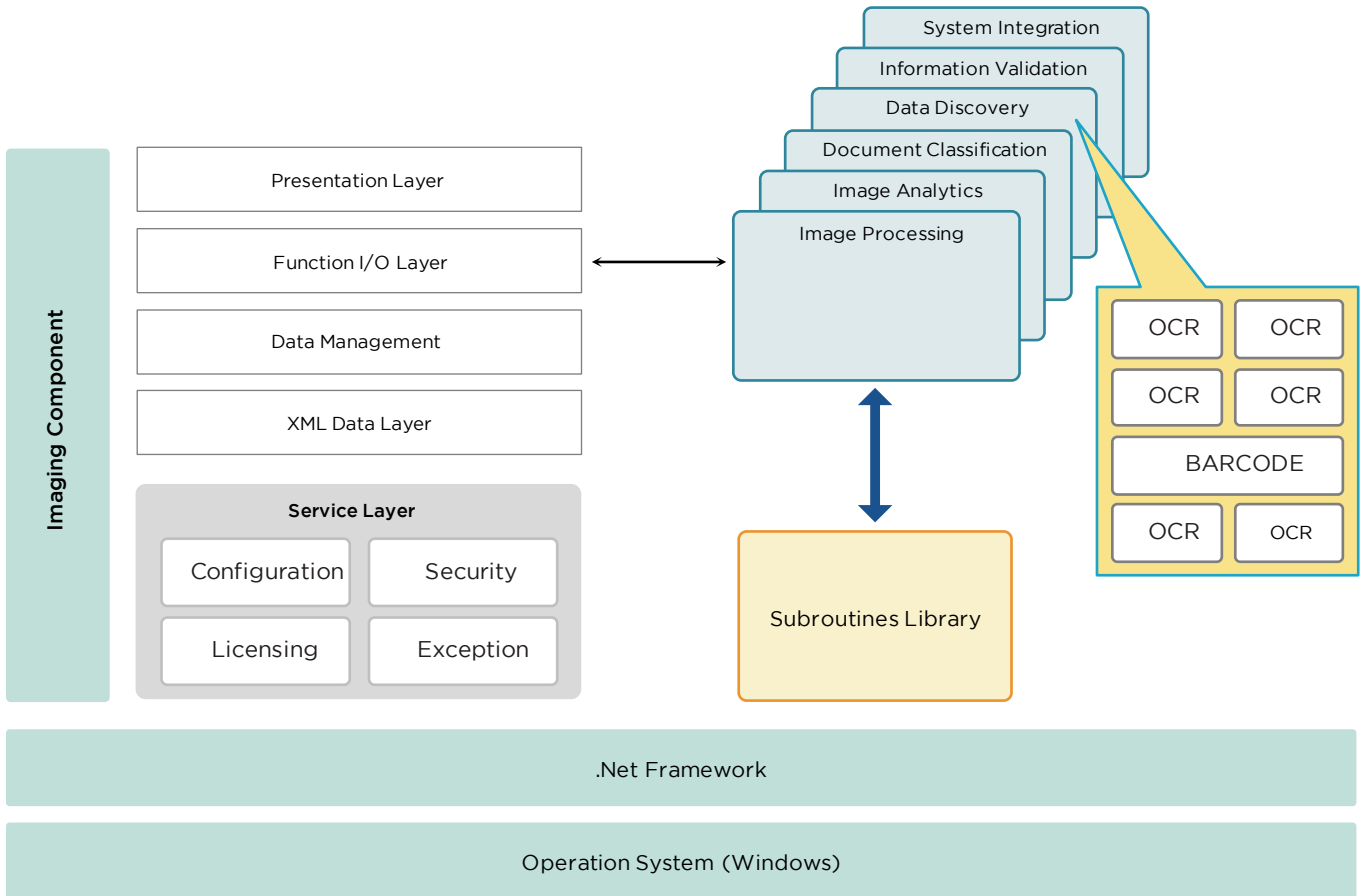 System Integration
Information Validation
Data Discovery
Document Classification
Image Analytics
Image Processing
Imaging Component
Presentation Layer
Function I/O Layer
Data Management
XML Data Layer
Service Layer
Configuration
Security
Licensing
Exception
OCR
OCR
OCR
OCR
BARCODE
OCR
OCR
Subroutines Library
.Net Framework
Operation System (Windows)